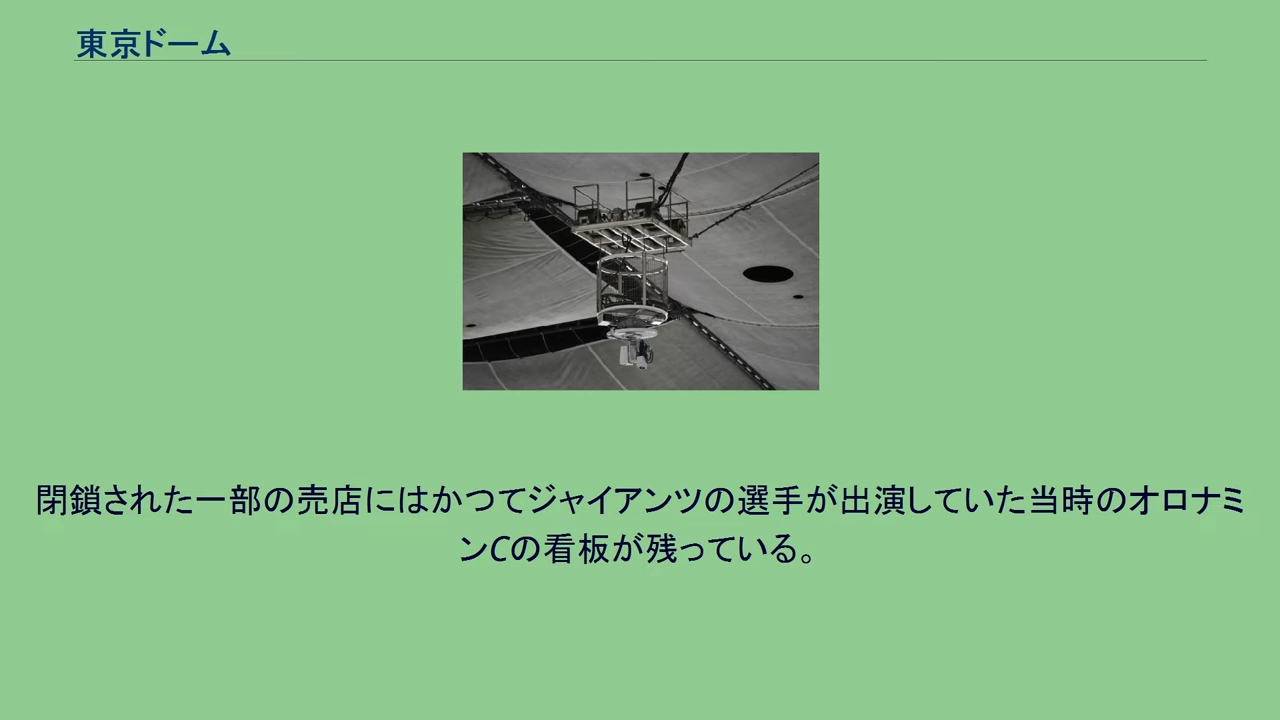 東京ドーム
閉鎖された一部の売店にはかつてジャイアンツの選手が出演していた当時のオロナミ
ンCの看板が残っている。